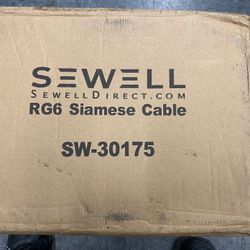 SEWELL
SEWELLDIRECT.COM
RG6 Siamese Cable
SW-30175